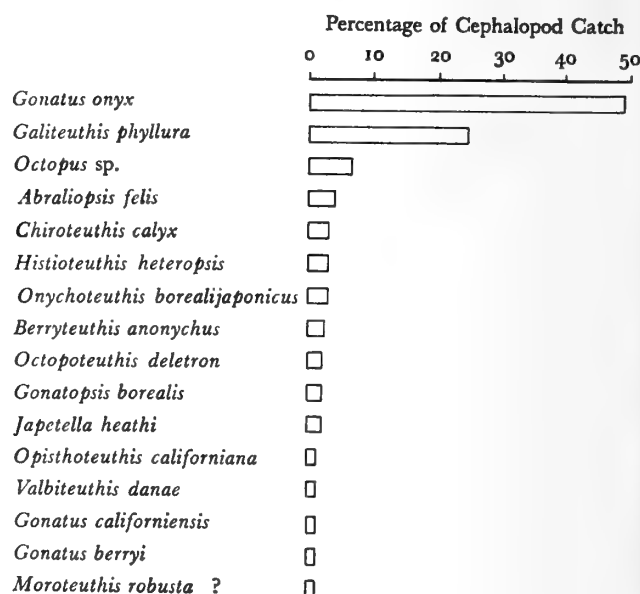 Percentage of Cephalopod Catch
0 10 20 30 40 50
Gonatus onyx
Galiteuthis phyllura
Octopus sp.
Abraliopsis felis
Chiroteuthis calyx
Histioteuthis heteropsis
Onychoteuthis borealijaponicus
Berryteuthis anonychus
Octopoteuthis deletron
Gonatopsis borealis
Japetella heathi
Opisthoteuthis californiana
Valbiteuthis danae
Gonatus californiensis
Gonatus berryi
Moroteuthis robusta ?